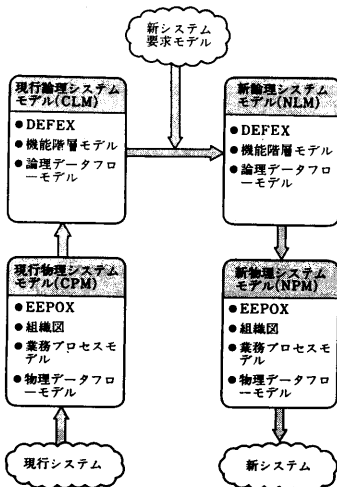 新システム
要求モデル
現行論理システム
モデル(CLM)
● DEFEX
● 機能階層モデル
● 論理データフロ
ーモデル
新論理システム
モデル(NLM)
● DEFEX
● 機能階層モデル
● 論理データフロ
ーモデル
現行物理システム
モデル(CPM)
● EEPOX
● 組織図
● 業務プロセスモ
デル
● 物理データフロ
ーモデル
新物理システム
モデル(NPM)
● EEPOX
● 組織図
● 業務プロセスモ
デル
● 物理データフロ
ーモデル
現行システム
新システム